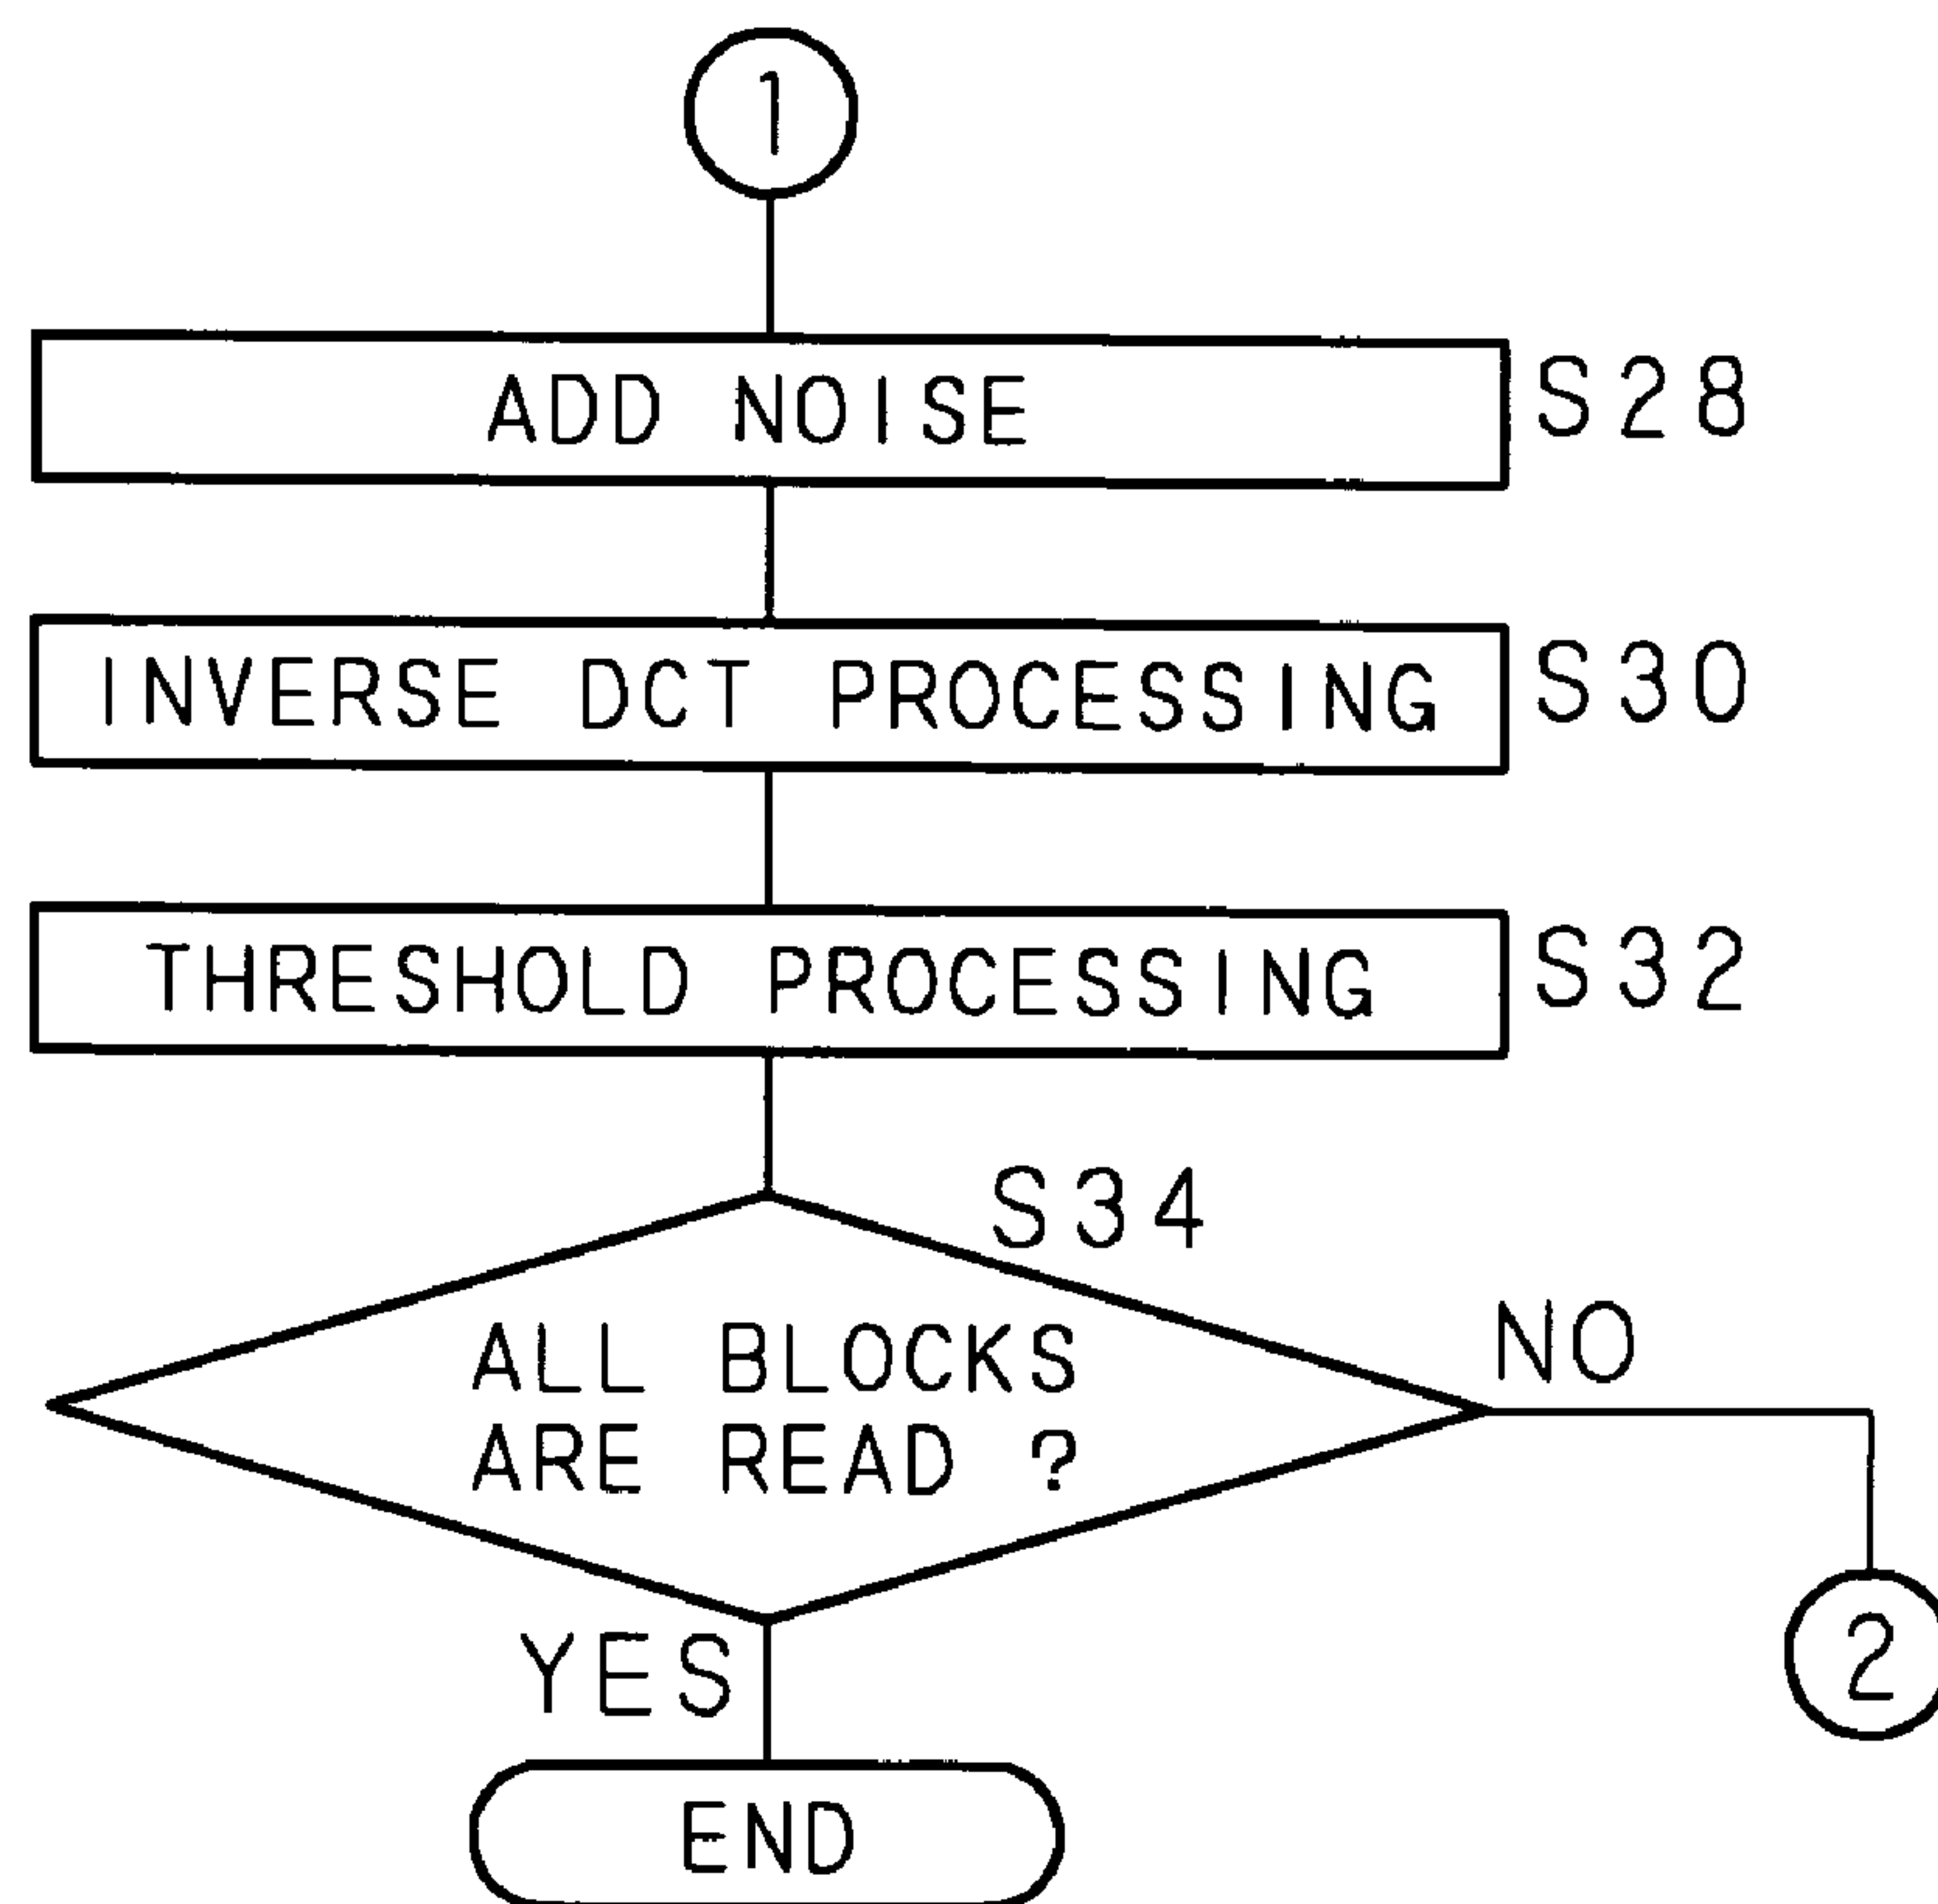 1
ADD NOISE S28
INVERSE DCT PROCESSING S30
THRESHOLD PROCESSING S32
S34
ALL BLOCKS
ARE READ ?
NO
2
YES
END